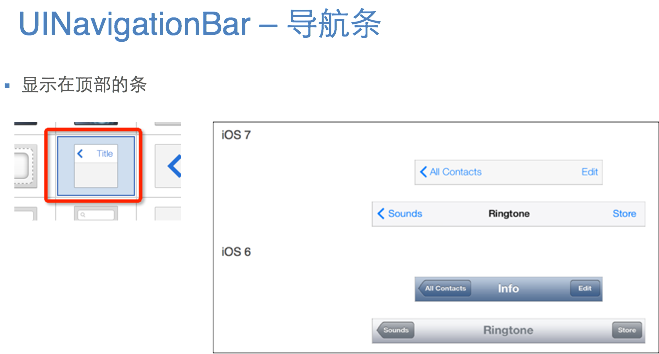 UINavigationBar – 导航条
▪ 显示在顶部的条
Title
iOS 7
All Contacts Edit
Sounds Ringtone Store
iOS 6
All Contacts Info Edit
Sounds Ringtone Store